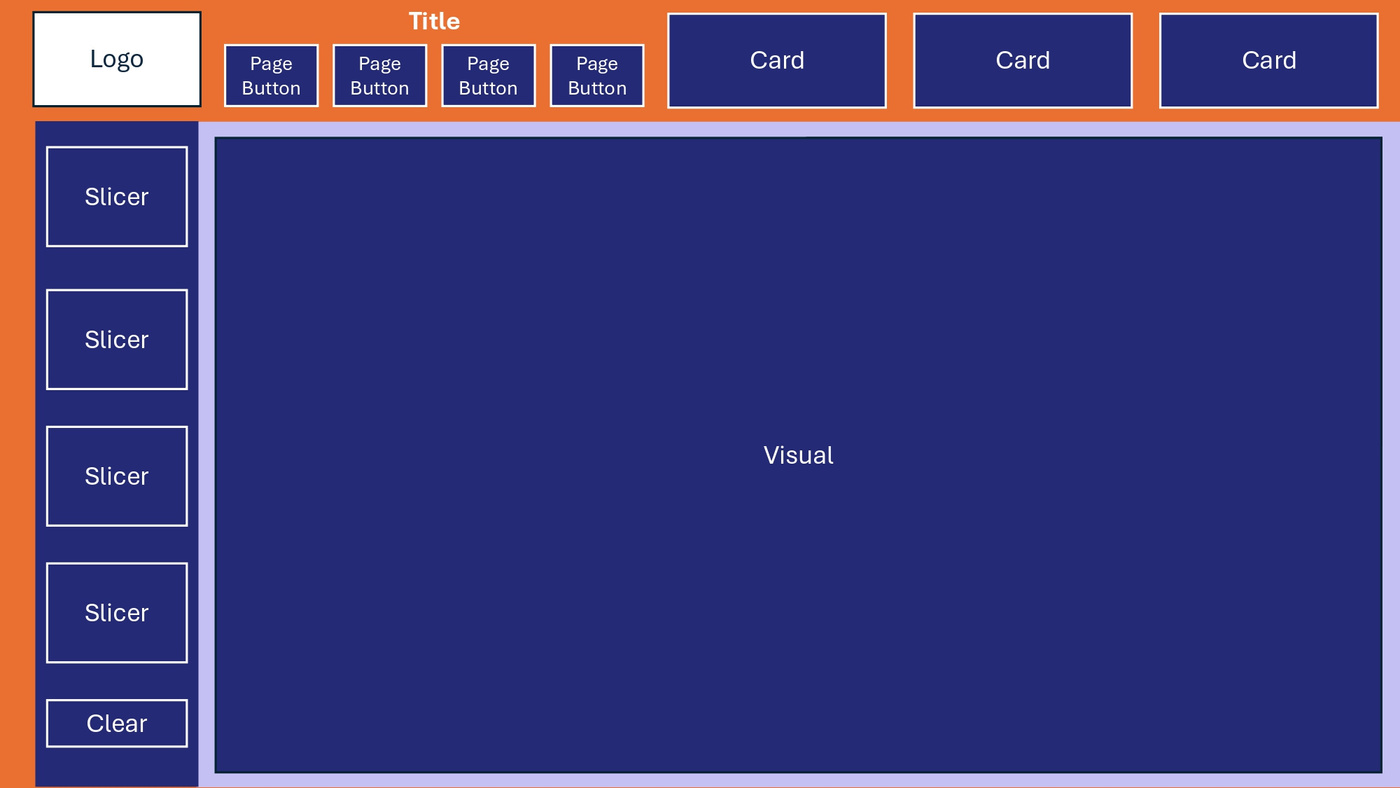 Logo
Title
Page
Button
Page
Button
Page
Button
Page
Button
Card
Card
Card
Slicer
Slicer
Slicer
Slicer
Clear
Visual